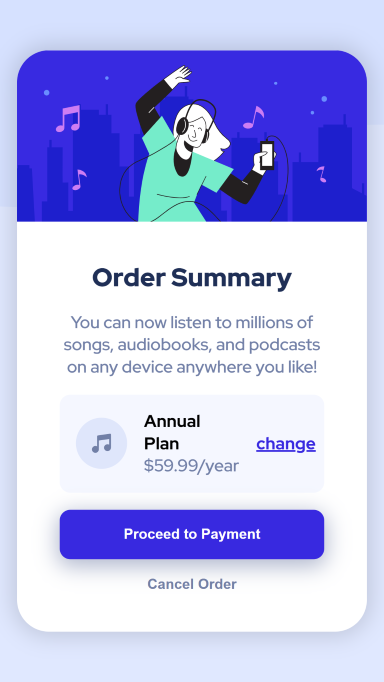 Order Summary
You can now listen to millions of
songs, audiobooks, and podcasts
on any device anywhere you like!
Annual
Plan
$59.99/year
change
Proceed to Payment
Cancel Order